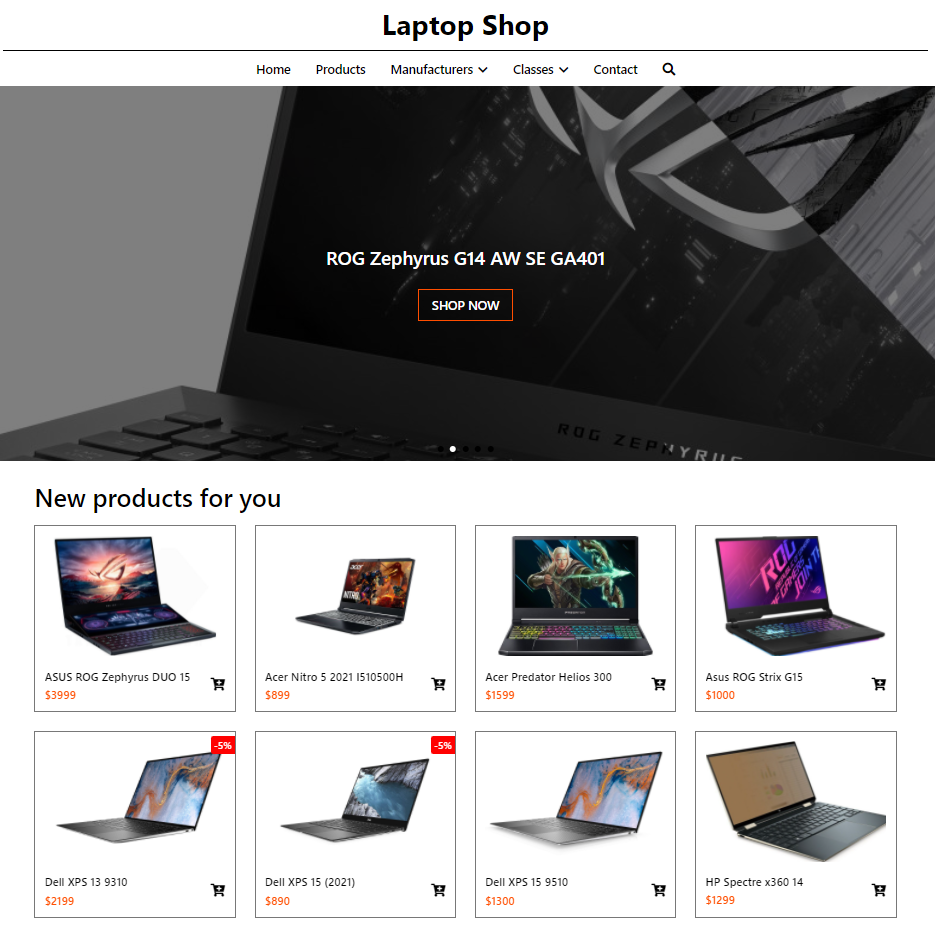 Laptop Shop
Home Products Manufacturers Classes Contact
ROG Zephyrus G14 AW SE GA401
SHOP NOW
ROG ZEPHYRUS
New products for you
ASUS ROG Zephyrus DUO 15
$3999
acer
NITRO
Acer Nitro 5 2021 I510500H
$899
PREDATOR
Acer Predator Helios 300
$1599
Asus ROG Strix G15
$1000
-5%
Dell XPS 13 9310
$2199
-5%
Dell XPS 15 (2021)
$890
Dell XPS 15 9510
$1300
HP Spectre x360 14
$1299